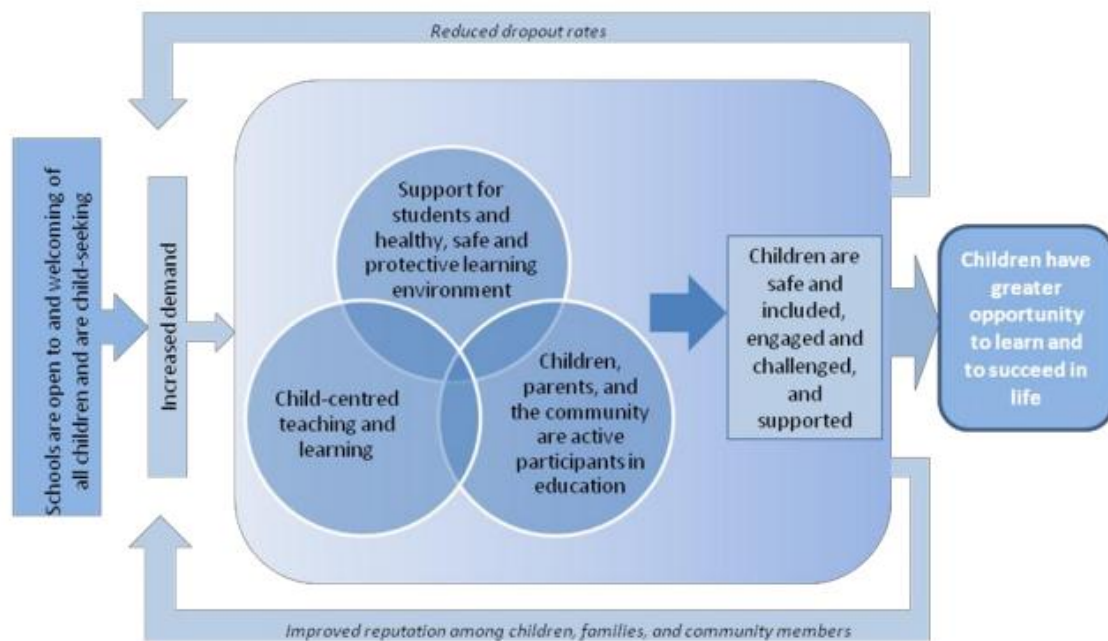 Reduced dropout rates
Schools are open to and welcoming of
all children and are child-seeking
Increased demand
Support for
students and
healthy, safe and
protective learning
environment
Child-centred
teaching and
learning
Children,
parents, and
the community
are active
participants in
education
Children are
safe and
included,
engaged and
challenged,
and
supported
Children have
greater
opportunity
to learn and
to succeed in
life
Improved reputation among children, families, and community members